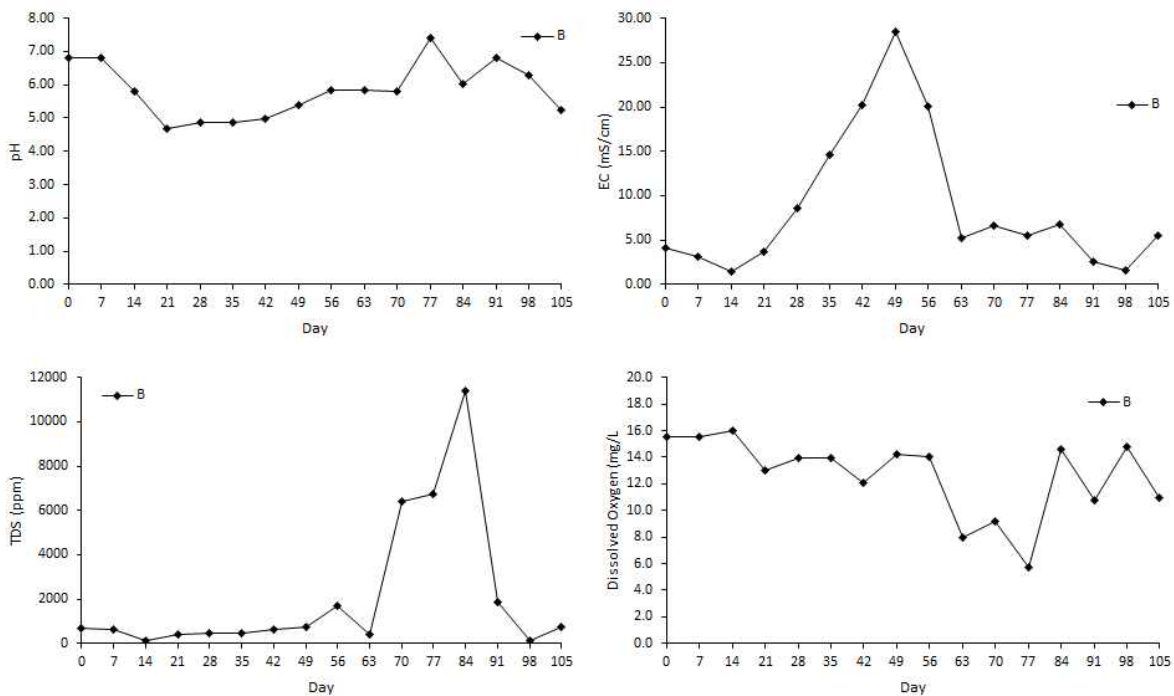 8.00
7.00
6.00
5.00
4.00
3.00
2.00
1.00
0.00
pH
B
0 7 14 21 28 35 42 49 56 63 70 77 84 91 98 105
Day
30.00
25.00
20.00
15.00
10.00
5.00
0.00
EC (mS/cm)
B
0 7 14 21 28 35 42 49 56 63 70 77 84 91 98 105
Day
12000
10000
8000
6000
4000
2000
0
TDS (ppm)
B
0 7 14 21 28 35 42 49 56 63 70 77 84 91 98 105
Day
20.0
18.0
16.0
14.0
12.0
10.0
8.0
6.0
4.0
2.0
0.0
Dissolved Oxygen (mg/L
B
0 7 14 21 28 35 42 49 56 63 70 77 84 91 98 105
Day